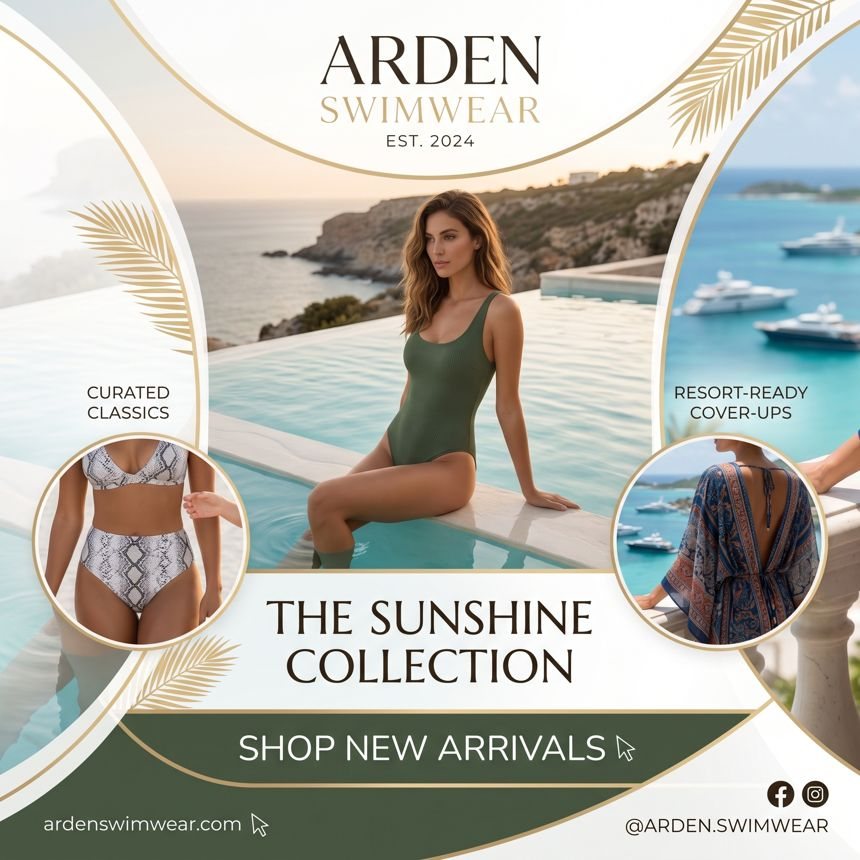 ARDEN
SWIMWEAR
EST. 2024
CURATED
CLASSICS
RESORT-READY
COVER-UPS
THE SUNSHINE
COLLECTION
SHOP NEW ARRIVALS
ardenswimwear.com
@ARDEN.SWIMWEAR